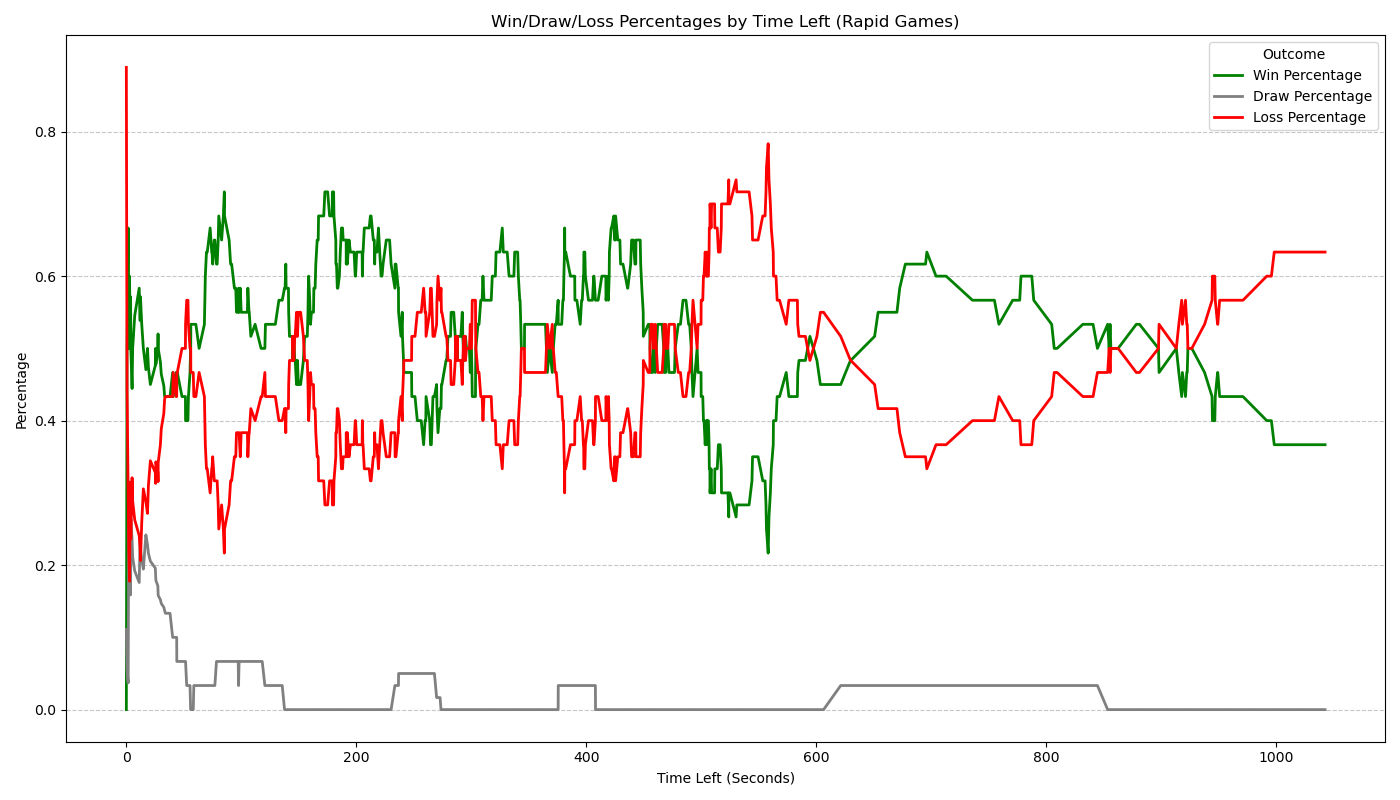 Win/Draw/Loss Percentages by Time Left (Rapid Games)
Outcome
Win Percentage
Draw Percentage
Loss Percentage
Percentage
0.8
0.6
0.4
0.2
0.0
0 200 400 600 800 1000
Time Left (Seconds)